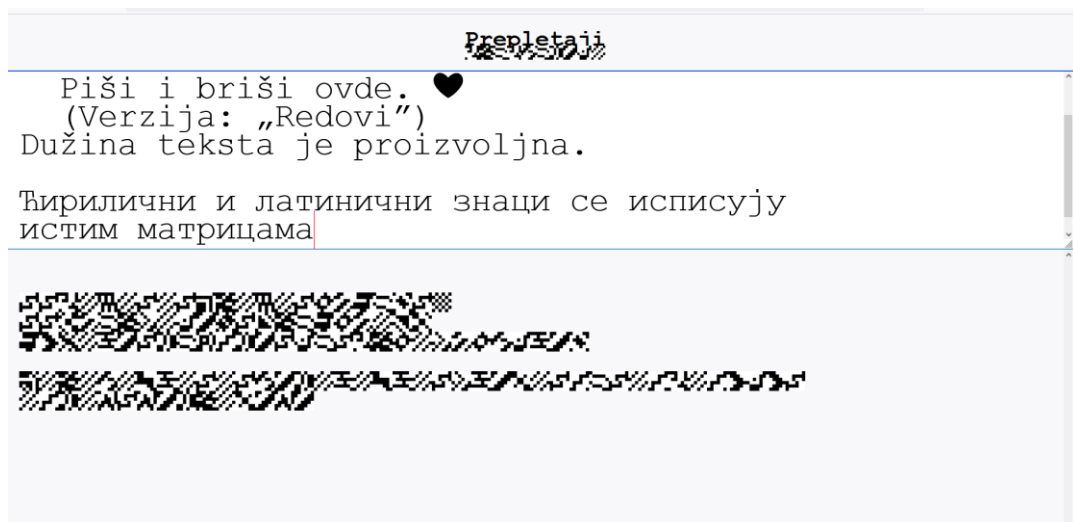 Prepletaji
Piši i briši ovde. ♥
(Verzija: „Redovi”)
Dužina teksta je proizvoljna.
Ћирилични и латинични знаци се исписују
истим матрицама